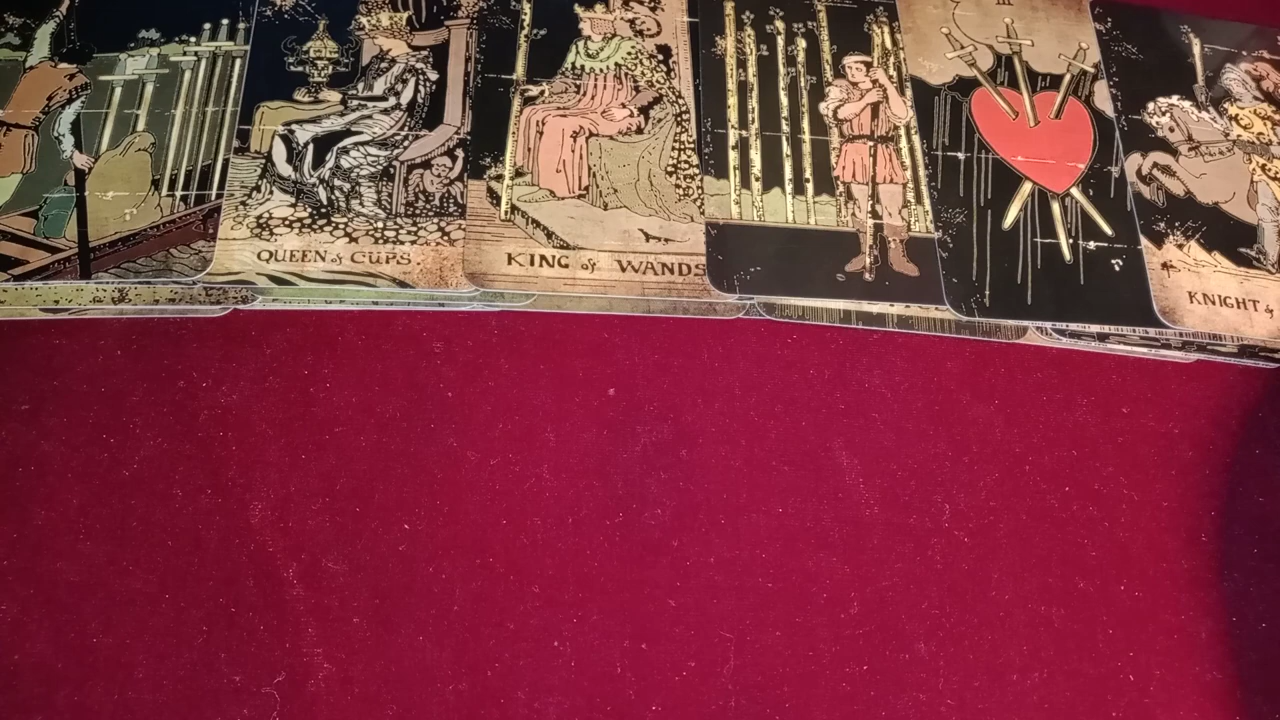 III
QUEEN of CUPS
KING of WANDS
KNIGHT of